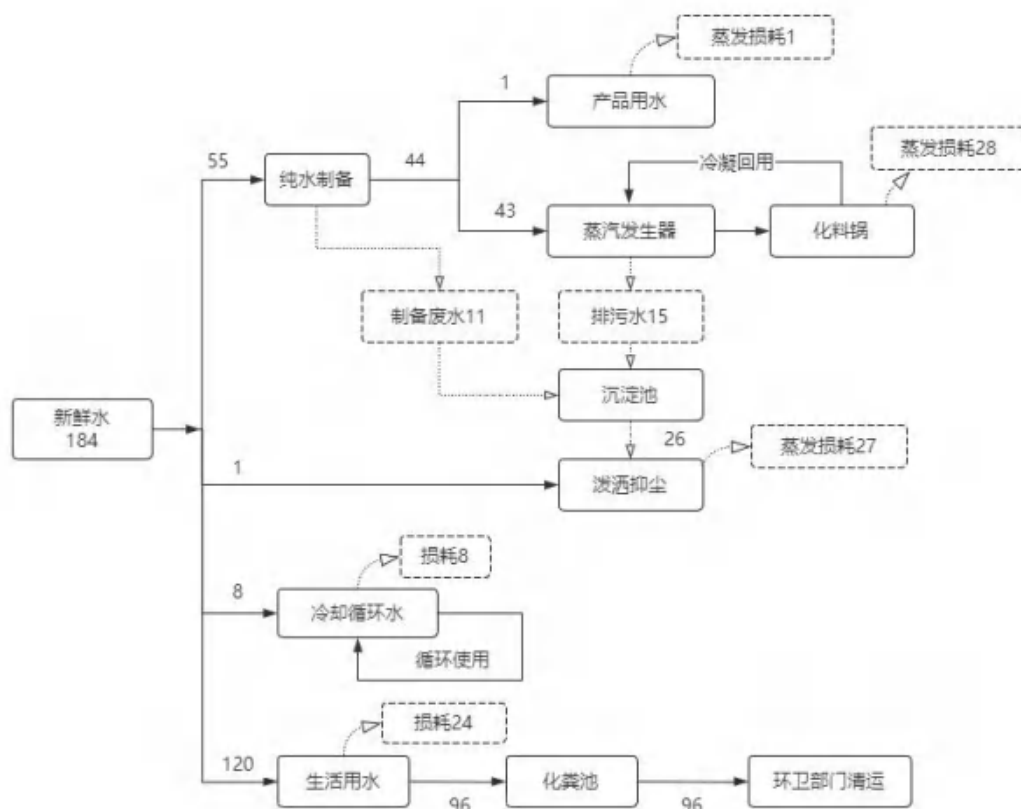 蒸发损耗1
1
产品用水
55
纯水制备
44
冷凝回用
蒸发损耗28
43
蒸汽发生器
化料锅
制备废水11
排污水15
沉淀池
新鲜水
184
26
蒸发损耗27
1
泼洒抑尘
损耗8
8
冷却循环水
循环使用
损耗24
120
生活用水
96
化粪池
96
环卫部门清运